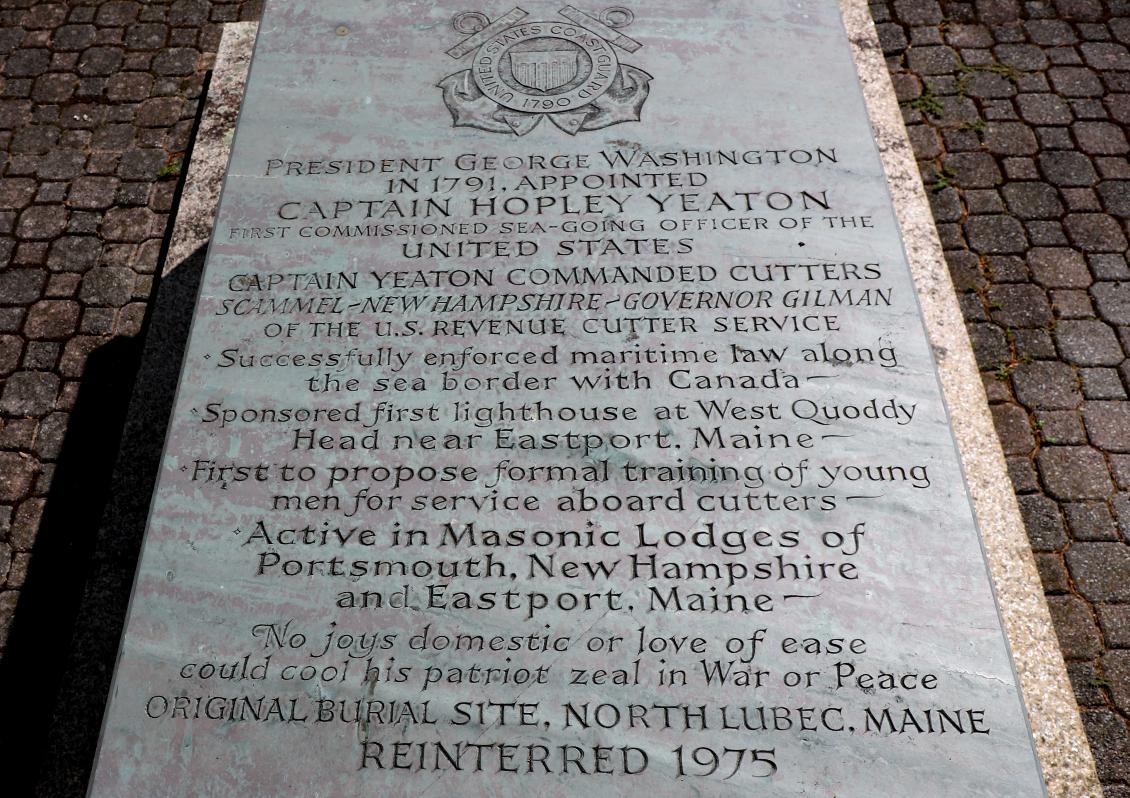 UNITED STATES COAST GUARD
1790
PRESIDENT GEORGE WASHINGTON
IN 1791, APPOINTED
CAPTAIN HOPLEY YEATON
FIRST COMMISSIONED SEA-GOING OFFICER OF THE
UNITED STATES
CAPTAIN YEATON COMMANDED CUTTERS
SCAMMEL~NEW HAMPSHIRE~GOVERNOR GILMAN
OF THE U.S. REVENUE CUTTER SERVICE
Successfully enforced maritime law along
the sea border with Canada—
Sponsored first lighthouse at West Quoddy
Head near Eastport, Maine—
First to propose formal training of young
men for service aboard cutters—
Active in Masonic Lodges of
Portsmouth, New Hampshire
and Eastport, Maine—
No joys domestic or love of ease
could cool his patriot zeal in War or Peace
ORIGINAL BURIAL SITE, NORTH LUBEC, MAINE
REINTERRED 1975